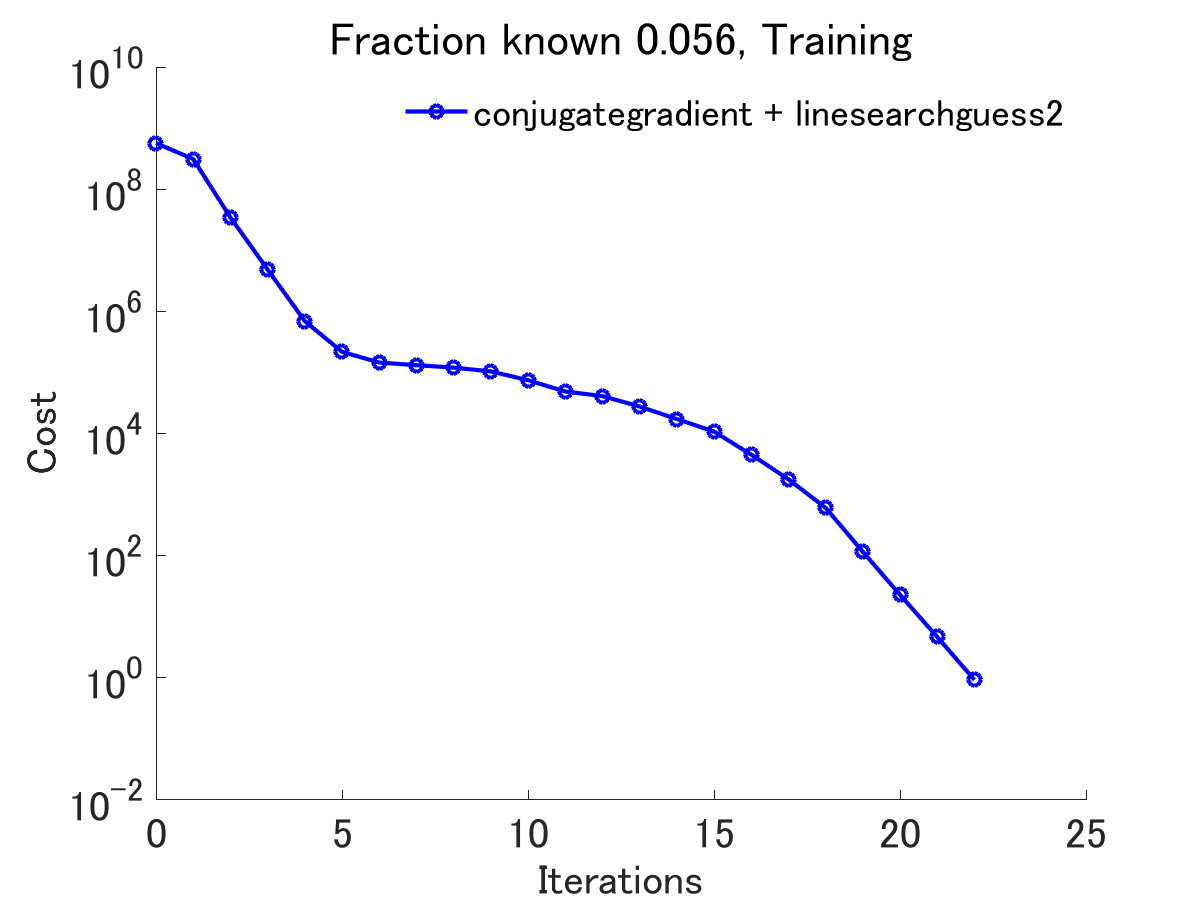 Fraction known 0.056, Training
10^10
conjugategradient + linesearchguess2
10^8
10^6
10^4
10^2
10^0
10^-2
Cost
0 5 10 15 20 25
Iterations